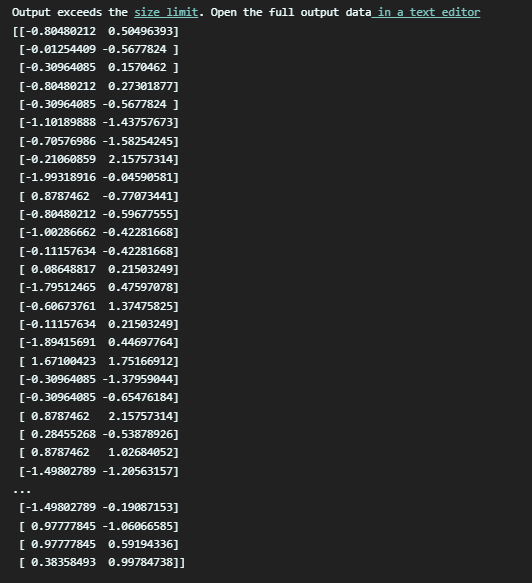 Output exceeds the size limit. Open the full output data in a text editor
[[-0.80480212  0.50496393]
 [-0.01254409 -0.5677824 ]
 [-0.30964085  0.1570462 ]
 [-0.80480212  0.27301877]
 [-0.30964085 -0.5677824 ]
 [-1.10189888 -1.43757673]
 [-0.70576986 -1.58254245]
 [-0.21060859  2.15757314]
 [-1.99318916 -0.04590581]
 [ 0.8787462  -0.77073441]
 [-0.80480212 -0.59677555]
 [-1.00286662 -0.42281668]
 [-0.11157634 -0.42281668]
 [ 0.08648817  0.21503249]
 [-1.79512465  0.47597078]
 [-0.60673761  1.37475825]
 [-0.11157634  0.21503249]
 [-1.89415691  0.44697764]
 [ 1.67100423  1.75166912]
 [-0.30964085 -1.37959044]
 [-0.30964085 -0.65476184]
 [ 0.8787462   2.15757314]
 [ 0.28455268 -0.53878926]
 [ 0.8787462   1.02684052]
 [-1.49802789 -1.20563157]
...
 [-1.49802789 -0.19087153]
 [ 0.97777845 -1.06066585]
 [ 0.97777845  0.59194336]
 [ 0.38358493  0.99784738]]